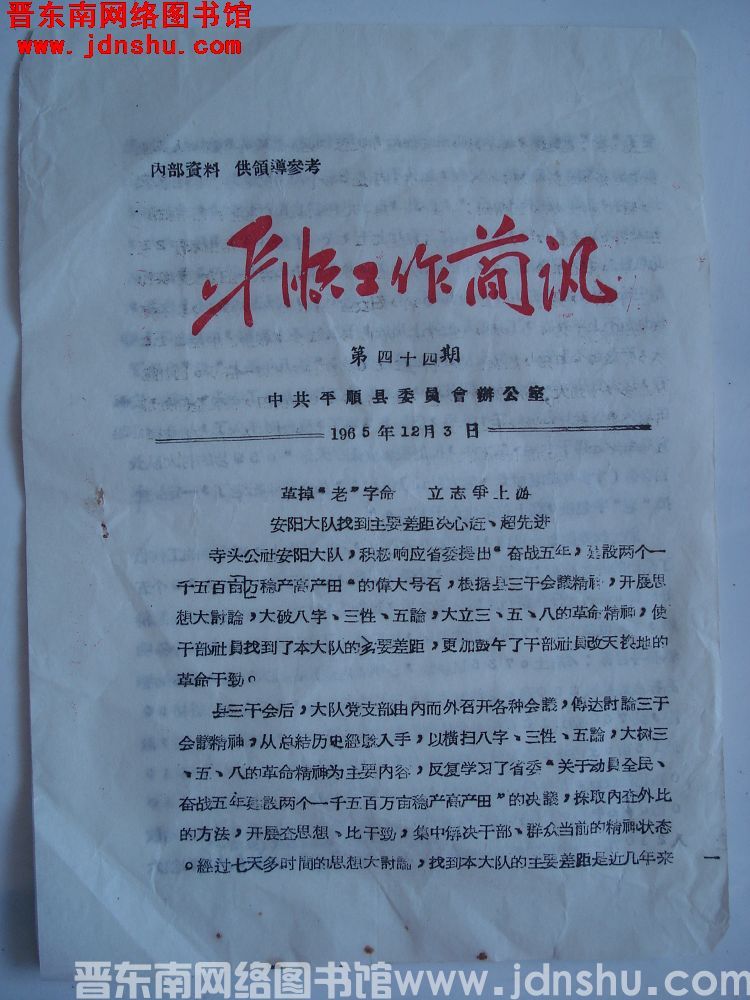 晋东南网络图书馆
www.jdnshu.com
內部資料 供領導參考
平顺工作简讯
第四十四期
中共平順县委員會辦公室
1965年12月3日
革掉“老”字命 立志爭上游
安阳大队找到主要差距决心赶、超先进
寺头公社安阳大队，积极响应省委提出“奋战五年，建設两个一
千五百万亩稳产高产田”的偉大号召，根据县三干会議精神，开展思
想大討論，大破八字、三性、五論，大立三、五、八的革命精神，使
干部社員找到了本大队的主要差距，更加鼓午了干部社員改天换地的
革命干勁。
县三干会后，大队党支部由內而外召开各种会議，傳达討論三干
会議精神，从总結历史經驗入手，以横扫八字、三性、五論，大树三
、五、八的革命精神为主要内容，反复学习了省委“关于动員全民、
奋战五年建設两个一千五百万亩稳产高产田”的决議，採取内查外比
的方法，开展查思想、比干勁，集中解决干部、群众当前的精神状态
。經过七天多时間的思想大討論，找到本大队的主要差距是近几年来
一
晋东南网络图书馆www.jdnshu.com